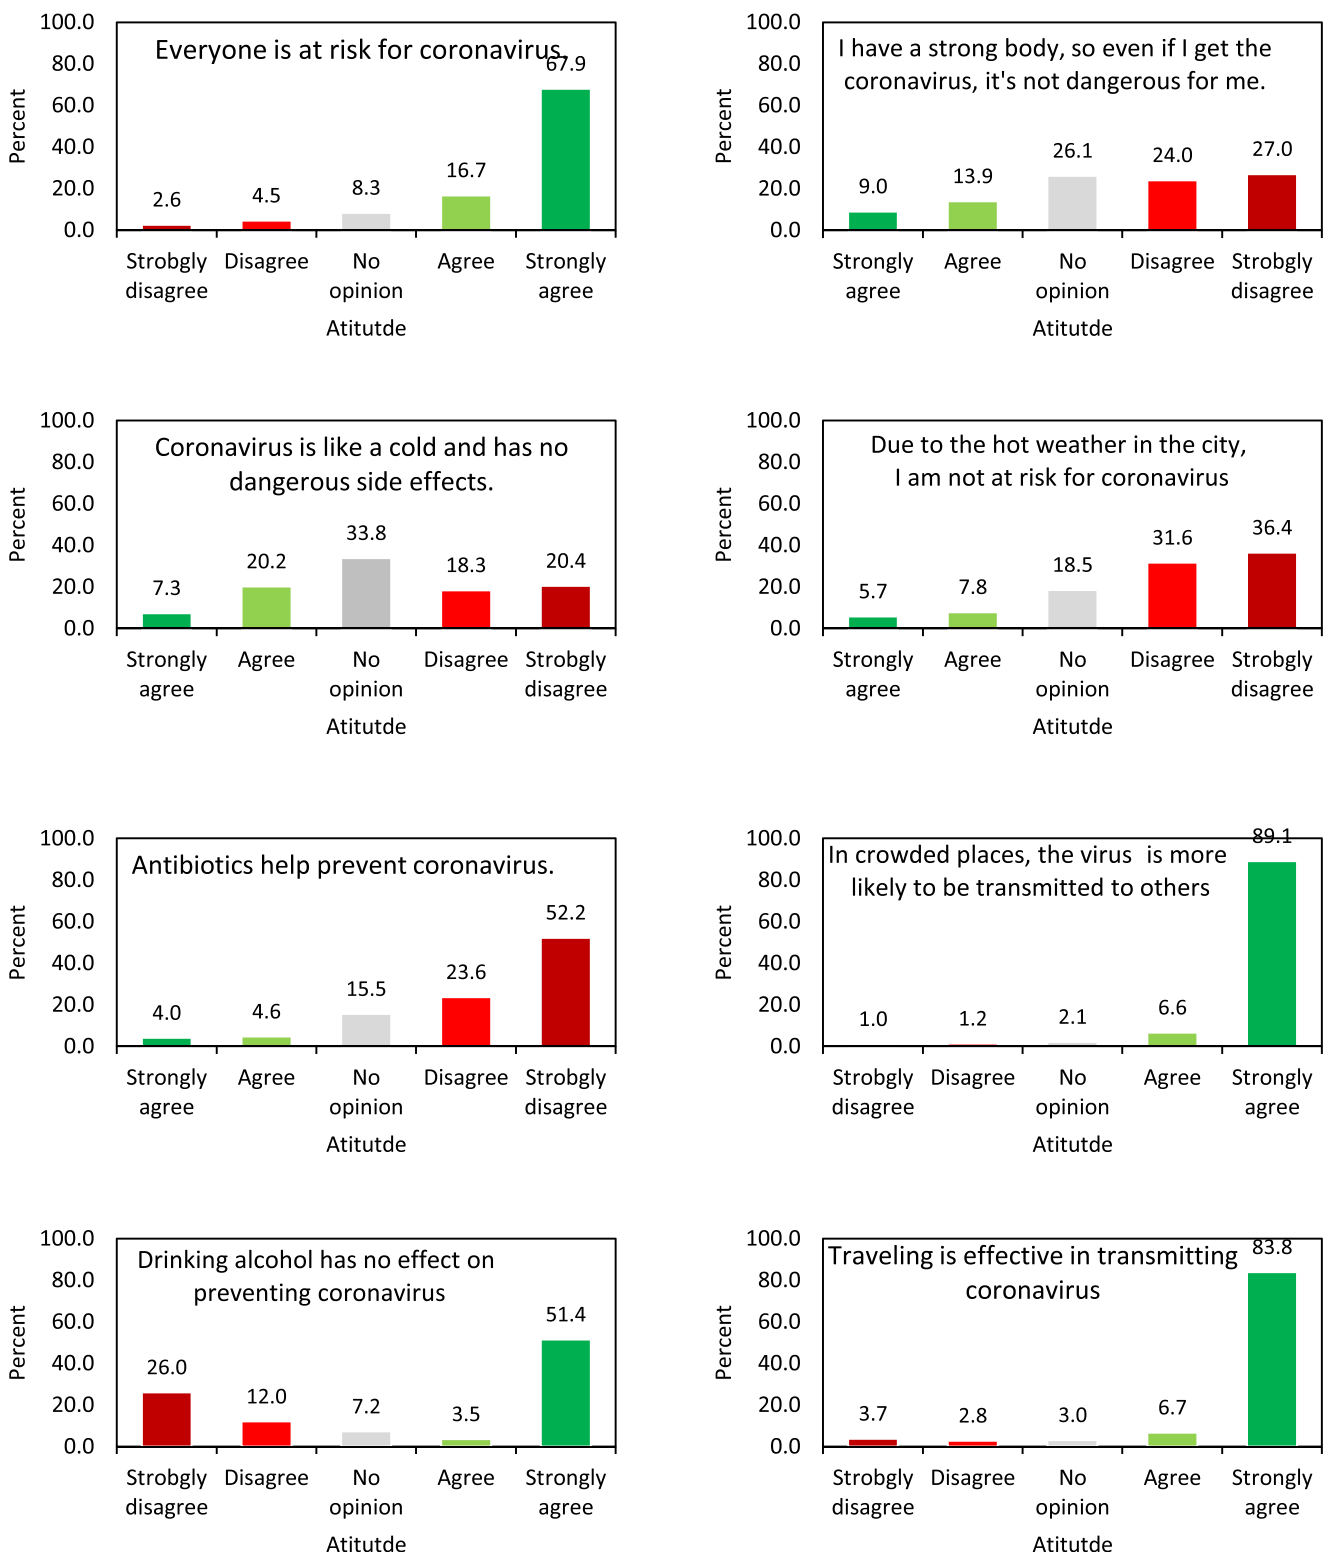 Everyone is at risk for coronavirus.
Percent
100.0
80.0
60.0
40.0
20.0
0.0
2.6
4.5
8.3
16.7
67.9
Strobgly disagree
Disagree
No opinion
Agree
Strongly agree
Atitutde
I have a strong body, so even if I get the
coronavirus, it's not dangerous for me.
Percent
100.0
80.0
60.0
40.0
20.0
0.0
9.0
13.9
26.1
24.0
27.0
Strongly agree
Agree
No opinion
Disagree
Strobgly disagree
Atitutde
Coronavirus is like a cold and has no
dangerous side effects.
Percent
100.0
80.0
60.0
40.0
20.0
0.0
7.3
20.2
33.8
18.3
20.4
Strongly agree
Agree
No opinion
Disagree
Strobgly disagree
Atitutde
Due to the hot weather in the city,
I am not at risk for coronavirus
Percent
100.0
80.0
60.0
40.0
20.0
0.0
5.7
7.8
18.5
31.6
36.4
Strongly agree
Agree
No opinion
Disagree
Strobgly disagree
Atitutde
Antibiotics help prevent coronavirus.
Percent
100.0
80.0
60.0
40.0
20.0
0.0
4.0
4.6
15.5
23.6
52.2
Strongly agree
Agree
No opinion
Disagree
Strobgly disagree
Atitutde
In crowded places, the virus  is more
likely to be transmitted to others
Percent
100.0
80.0
60.0
40.0
20.0
0.0
1.0
1.2
2.1
6.6
89.1
Strobgly disagree
Disagree
No opinion
Agree
Strongly agree
Atitutde
Drinking alcohol has no effect on
preventing coronavirus
Percent
100.0
80.0
60.0
40.0
20.0
0.0
26.0
12.0
7.2
3.5
51.4
Strobgly disagree
Disagree
No opinion
Agree
Strongly agree
Atitutde
Traveling is effective in transmitting
coronavirus
Percent
100.0
80.0
60.0
40.0
20.0
0.0
3.7
2.8
3.0
6.7
83.8
Strobgly disagree
Disagree
No opinion
Agree
Strongly agree
Atitutde